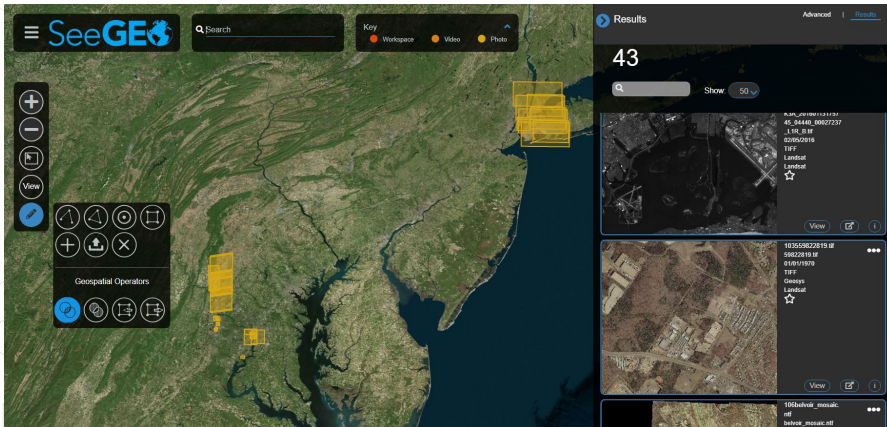 SeeGEO
Search
Key
Workspace
Video
Photo
View
Geospatial Operators
Results
Advanced | Results
43
Show: 50
45_04440_00027237
_L1R_B.tif
02/05/2016
TIFF
Landsat
Landsat
View
i
103559822819.tif
59822819.tif
01/01/1970
TIFF
Geosys
Landsat
View
i
106belvoir_mosaic.
ntf
belvoir_mosaic.ntf